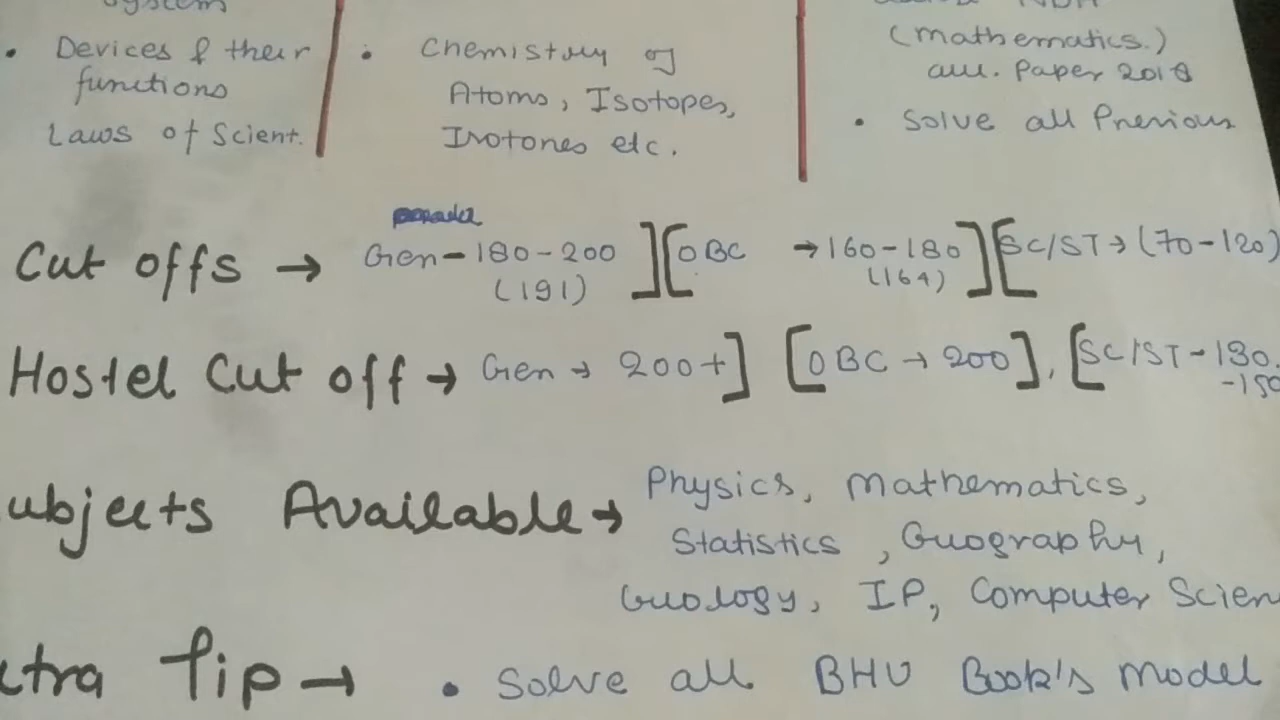 System
• Devices & their
functions
Laws of Scient.
• Chemistry of
Atoms, Isotopes,
Isotones etc.
(Mathematics.)
all. Paper 2018
• Solve all Previous
Cut offs → Gen - 180-200 ] [OBC → 160-180] [SC/ST → (70-120)
(191) (164)
Hostel Cut off → Gen → 200+] [OBC → 200], [SC/ST - 130.
-150
ubjects Available → Physics, Mathematics,
Statistics, Geography,
Geology, IP, Computer Scien
xtra Tip → • Solve all BHU Book's Model